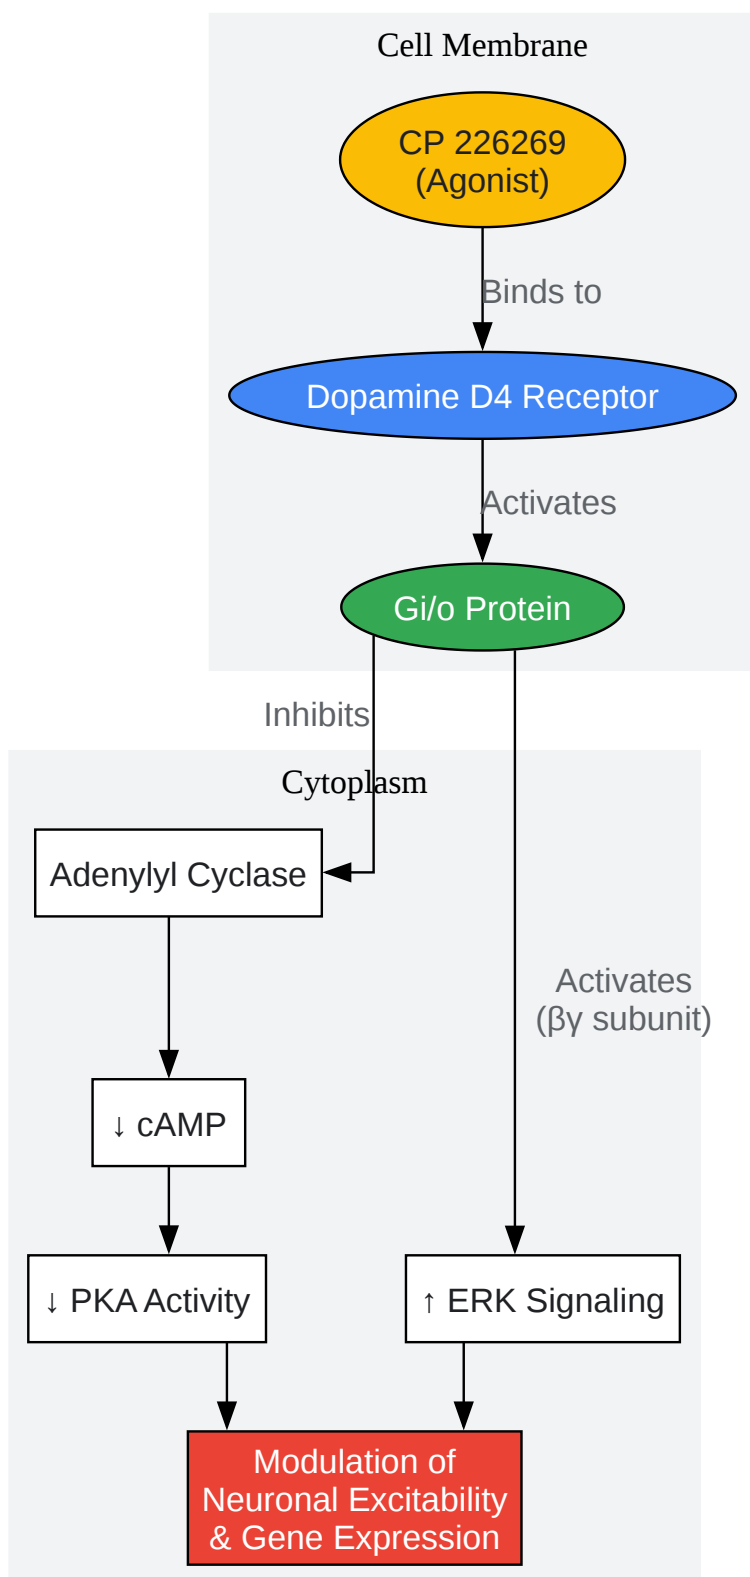 Cell Membrane
CP 226269
(Agonist)
Binds to
Dopamine D4 Receptor
Activates
Gi/o Protein
Inhibits
Cytoplasm
Adenylyl Cyclase
Activates
(βγ subunit)
↓ cAMP
↓ PKA Activity
↑ ERK Signaling
Modulation of
Neuronal Excitability
& Gene Expression